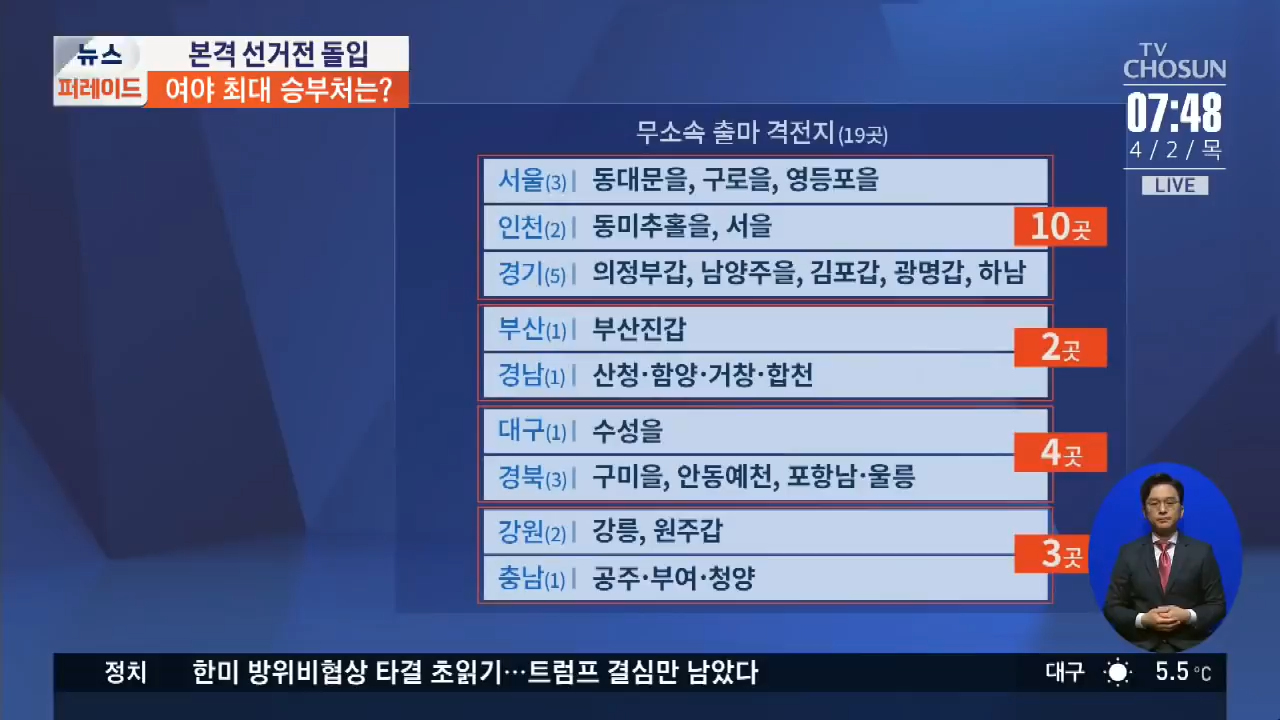 뉴스
퍼레이드
본격 선거전 돌입
여야 최대 승부처는?
TV
CHOSUN
07:48
4/2/목
LIVE
무소속 출마 격전지(19곳)
서울(3)| 동대문을, 구로을, 영등포을
인천(2)| 동미추홀을, 서을
경기(5)| 의정부갑, 남양주을, 김포갑, 광명갑, 하남
10곳
부산(1)| 부산진갑
경남(1)| 산청·함양·거창·합천
2곳
대구(1)| 수성을
경북(3)| 구미을, 안동예천, 포항남·울릉
4곳
강원(2)| 강릉, 원주갑
충남(1)| 공주·부여·청양
3곳
정치 한미 방위비협상 타결 초읽기…트럼프 결심만 남았다 대구 5.5℃